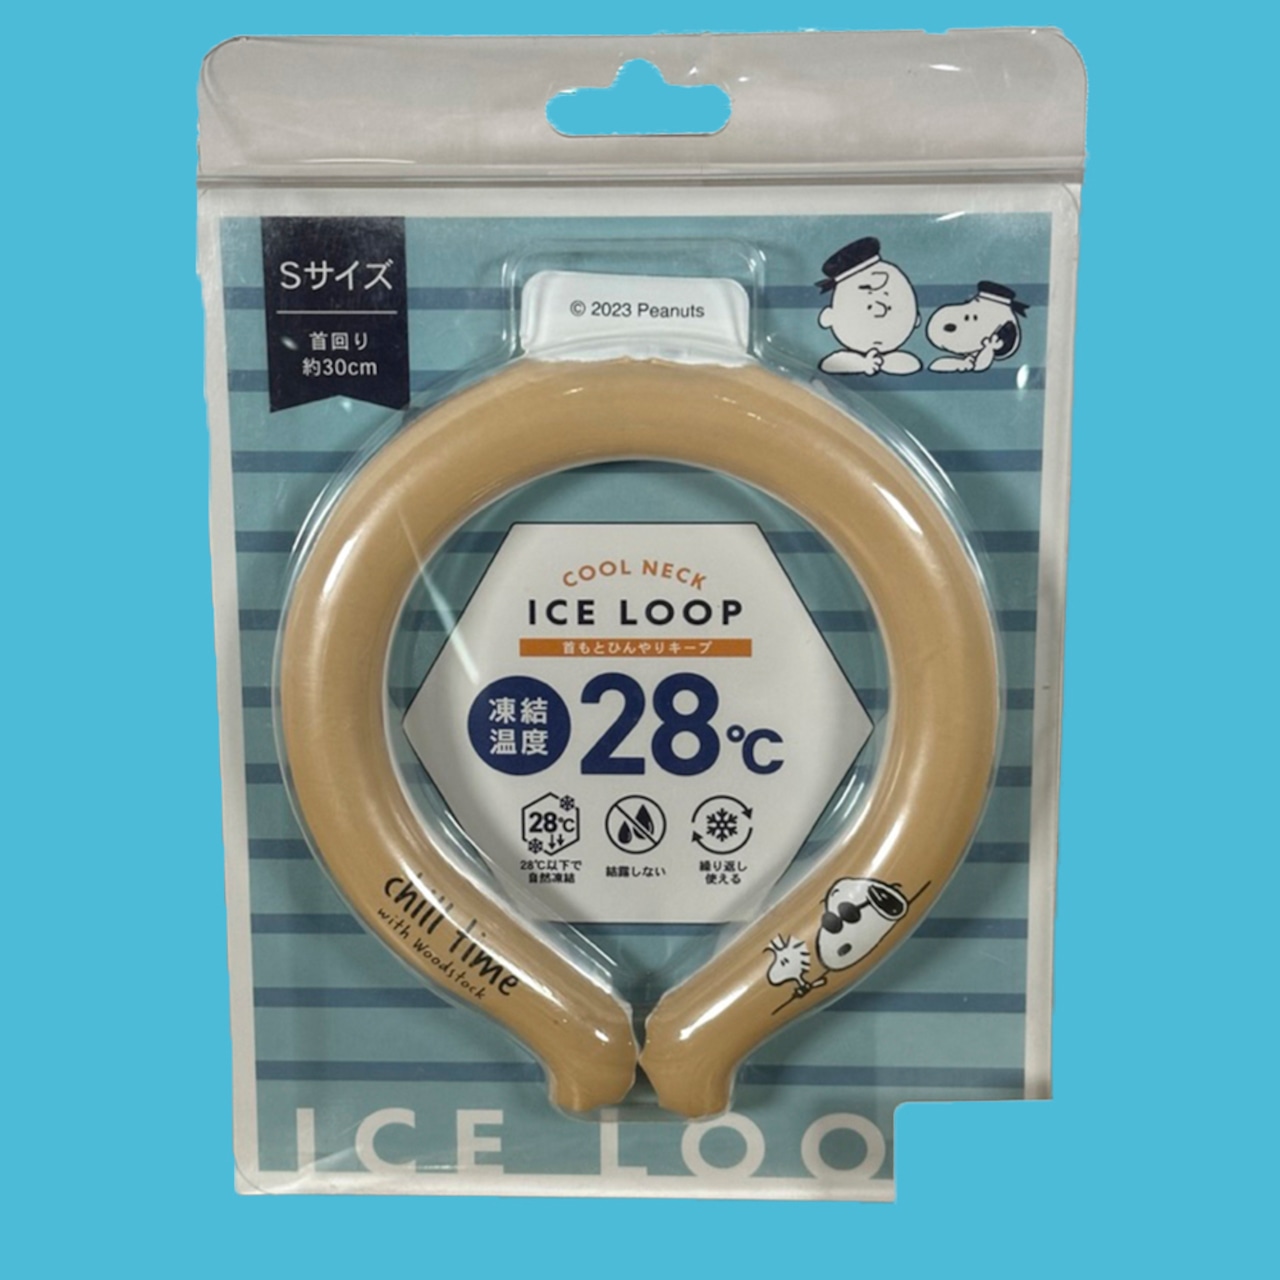 Sサイズ
首回り
約30cm
© 2023 Peanuts
COOL NECK
ICE LOOP
首もとひんやりキープ
凍結
温度
28℃
28℃
28℃以下で
自然凍結
結露しない
繰り返し
使える
chill time
with Woodstock
ICE LOO